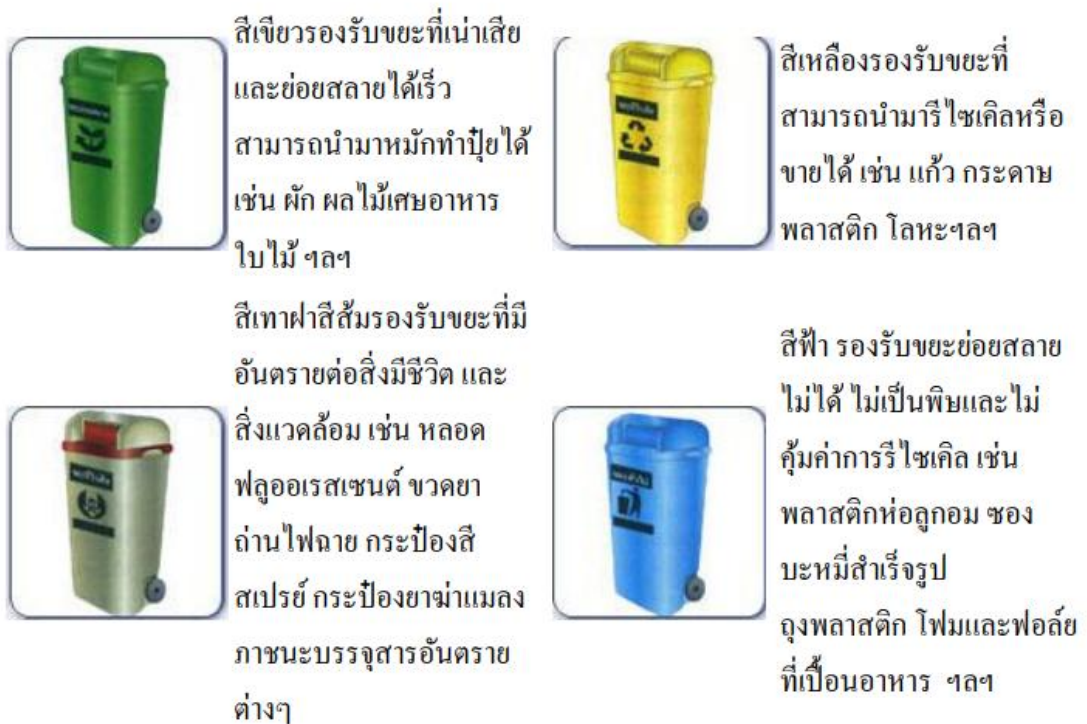 สีเขียวรองรับขยะที่เน่าเสีย
และย่อยสลายได้เร็ว
สามารถนำมาหมักทำปุ๋ยได้
เช่น ผัก ผลไม้เศษอาหาร
ใบไม้ ฯลฯ
สีเหลืองรองรับขยะที่
สามารถนำมารีไซเคิลหรือ
ขายได้ เช่น แก้ว กระดาษ
พลาสติก โลหะฯลฯ
สีเทาฝาสีส้มรองรับขยะที่มี
อันตรายต่อสิ่งมีชีวิต และ
สิ่งแวดล้อม เช่น หลอด
ฟลูออเรสเซนต์ ขวดยา
ถ่านไฟฉาย กระป๋องสี
สเปรย์ กระป๋องยาฆ่าแมลง
ภาชนะบรรจุสารอันตราย
ต่างๆ
สีฟ้า รองรับขยะย่อยสลาย
ไม่ได้ ไม่เป็นพิษและไม่
คุ้มค่าการรีไซเคิล เช่น
พลาสติกห่อลูกอม ซอง
บะหมี่สำเร็จรูป
ถุงพลาสติก โฟมและฟอล์ย
ที่เปื้อนอาหาร ฯลฯ